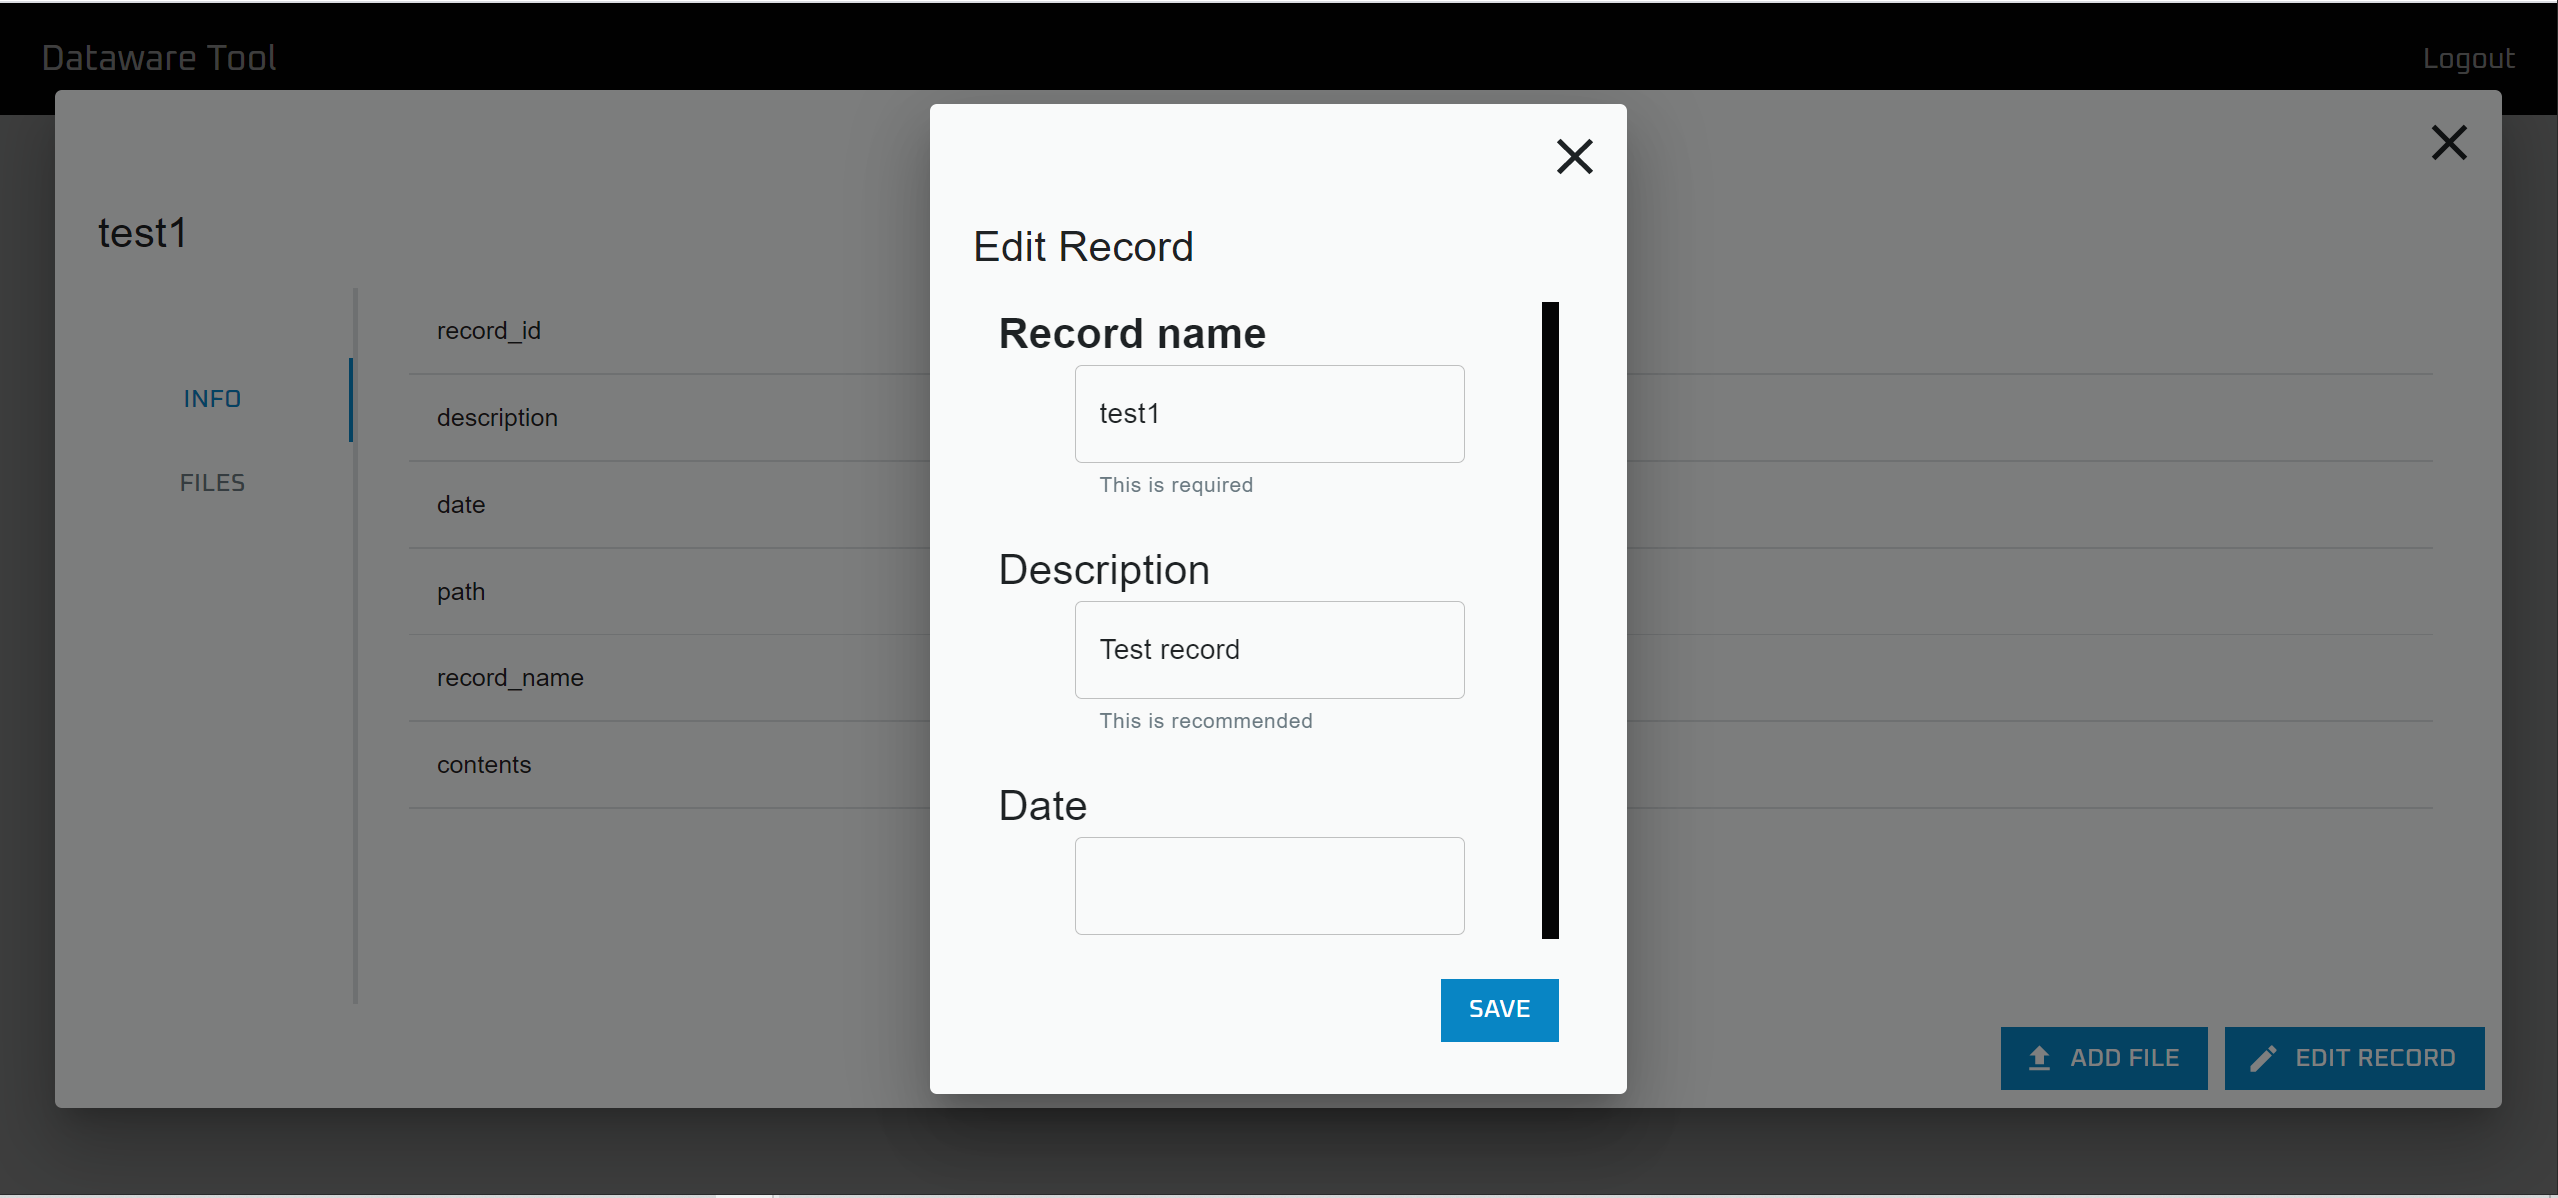 Dataware Tool
Logout
test1
INFO
FILES
record_id
description
date
path
record_name
contents
Edit Record
Record name
test1
This is required
Description
Test record
This is recommended
Date
SAVE
ADD FILE
EDIT RECORD